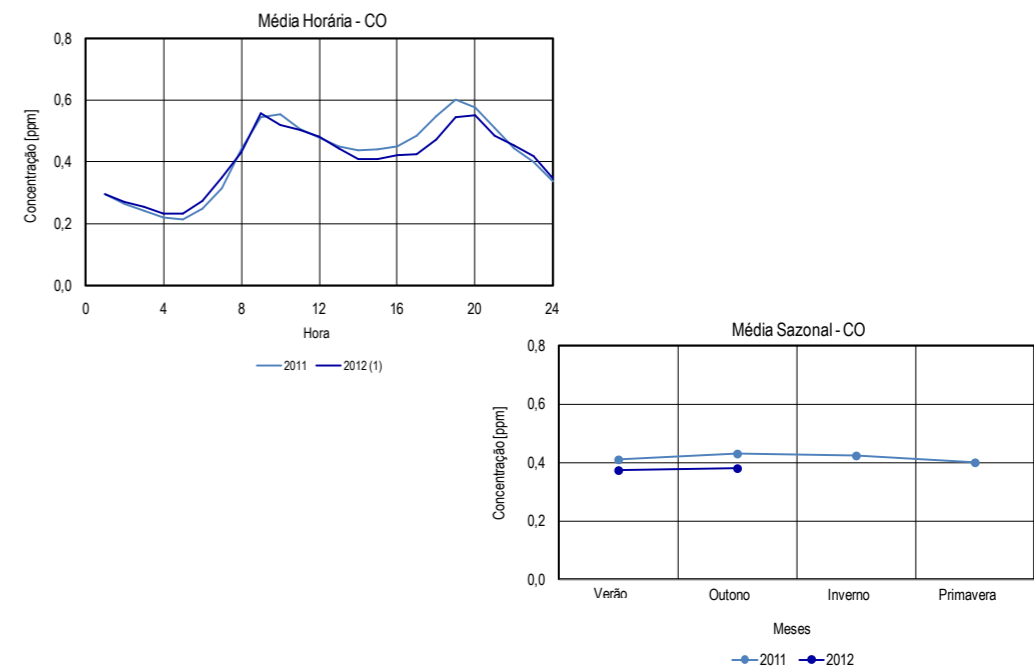 Média Horária - CO
0,8
0,6
0,4
0,2
0,0
Concentração [ppm]
0 4 8 12 16 20 24
Hora
2011 2012 (1)
Média Sazonal - CO
0,8
0,6
0,4
0,2
0,0
Concentração [ppm]
Verão Outono Inverno Primavera
Meses
2011 2012